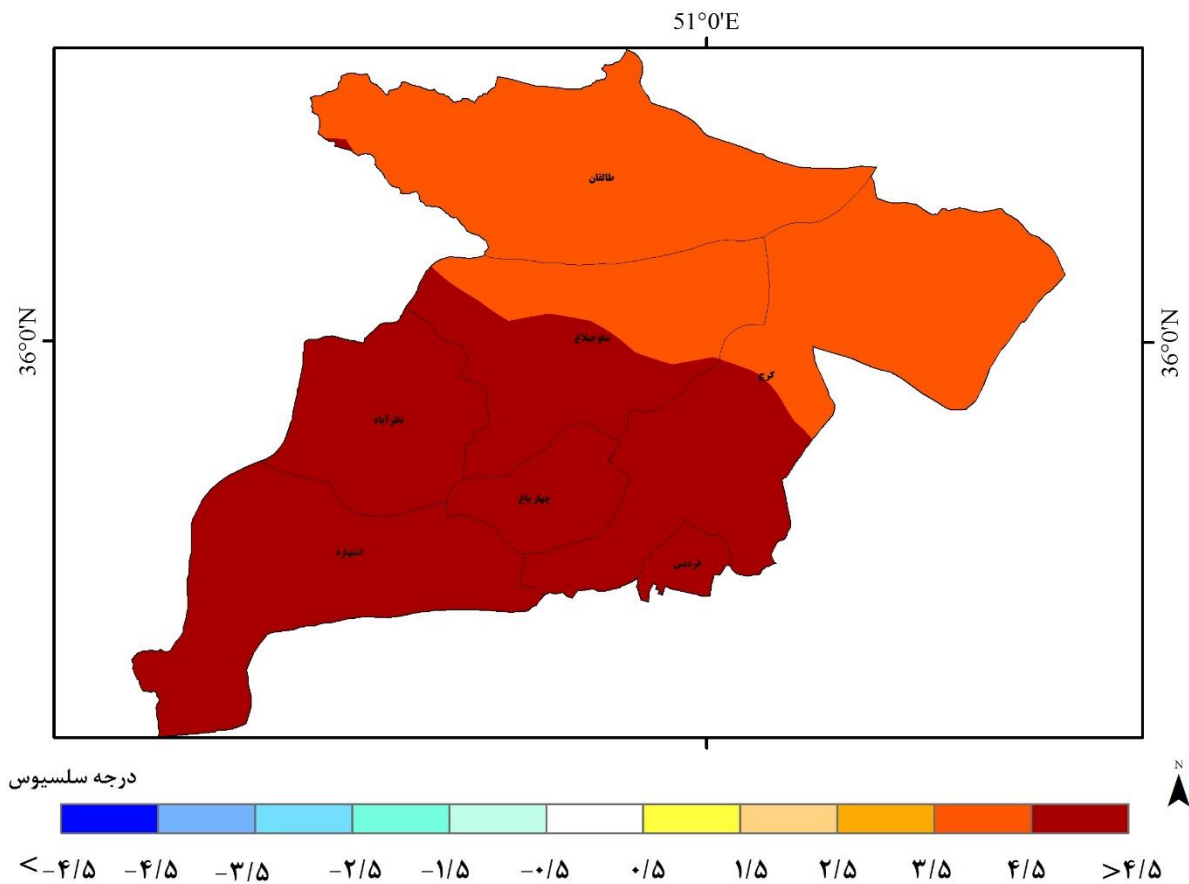 51°0'E
طالقان
36°0'N
36°0'N
ساوجبلاغ
کرج
نظرآباد
چهارباغ
اشتهارد
فردیس
درجه سلسیوس
N
<-۴/۵ -۴/۵ -۳/۵ -۲/۵ -۱/۵ -۰/۵ ۰/۵ ۱/۵ ۲/۵ ۳/۵ ۴/۵ >۴/۵